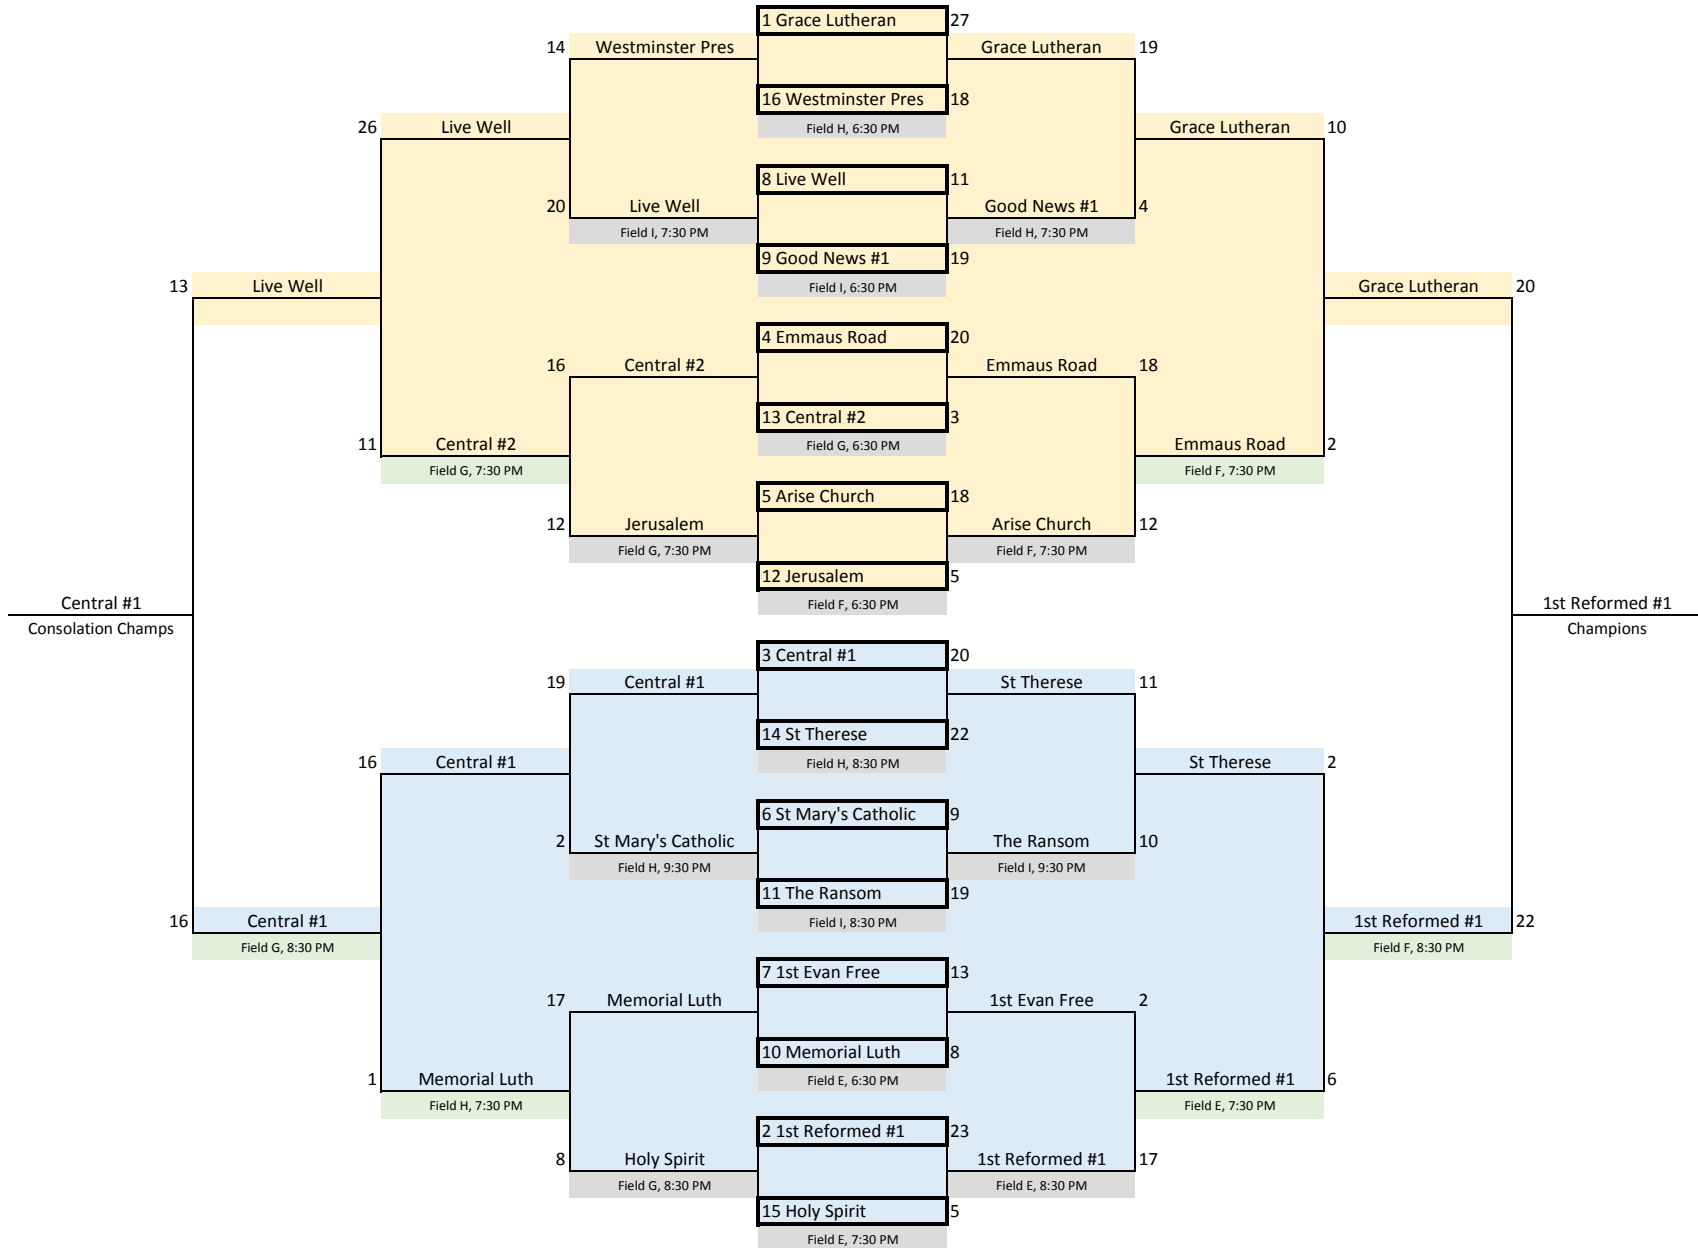 1 Grace Lutheran 27
14 Westminster Pres Grace Lutheran 19
16 Westminster Pres 18
26 Live Well Field H, 6:30 PM Grace Lutheran 10
8 Live Well 11
20 Live Well Good News #1 4
Field I, 7:30 PM Field H, 7:30 PM
9 Good News #1 19
13 Live Well Field I, 6:30 PM Grace Lutheran 20
4 Emmaus Road 20
16 Central #2 Emmaus Road 18
13 Central #2 3
11 Central #2 Field G, 6:30 PM Emmaus Road 2
Field G, 7:30 PM Field F, 7:30 PM
5 Arise Church 18
12 Jerusalem Arise Church 12
Field G, 7:30 PM Field F, 7:30 PM
12 Jerusalem 5
Central #1 Field F, 6:30 PM 1st Reformed #1
Consolation Champs Champions
3 Central #1 20
19 Central #1 St Therese 11
14 St Therese 22
16 Central #1 Field H, 8:30 PM St Therese 2
6 St Mary's Catholic 9
2 St Mary's Catholic The Ransom 10
Field H, 9:30 PM Field I, 9:30 PM
11 The Ransom 19
16 Central #1 Field I, 8:30 PM 1st Reformed #1 22
Field G, 8:30 PM Field F, 8:30 PM
7 1st Evan Free 13
17 Memorial Luth 1st Evan Free 2
10 Memorial Luth 8
1 Memorial Luth Field E, 6:30 PM 1st Reformed #1 6
Field H, 7:30 PM Field E, 7:30 PM
2 1st Reformed #1 23
8 Holy Spirit 1st Reformed #1 17
Field G, 8:30 PM Field E, 8:30 PM
15 Holy Spirit 5
Field E, 7:30 PM